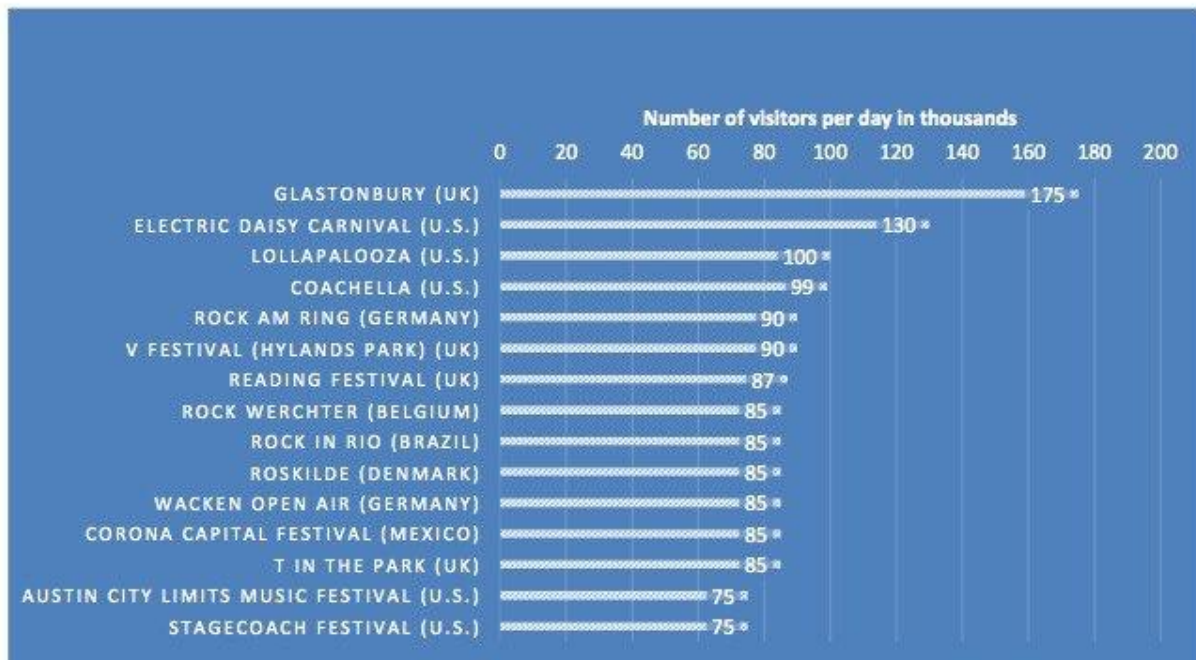 Number of visitors per day in thousands
0 20 40 60 80 100 120 140 160 180 200
GLASTONBURY (UK) 175
ELECTRIC DAISY CARNIVAL (U.S.) 130
LOLLAPALOOZA (U.S.) 100
COACHELLA (U.S.) 99
ROCK AM RING (GERMANY) 90
V FESTIVAL (HYLANDS PARK) (UK) 90
READING FESTIVAL (UK) 87
ROCK WERCHTER (BELGIUM) 85
ROCK IN RIO (BRAZIL) 85
ROSKILDE (DENMARK) 85
WACKEN OPEN AIR (GERMANY) 85
CORONA CAPITAL FESTIVAL (MEXICO) 85
T IN THE PARK (UK) 85
AUSTIN CITY LIMITS MUSIC FESTIVAL (U.S.) 75
STAGECOACH FESTIVAL (U.S.) 75